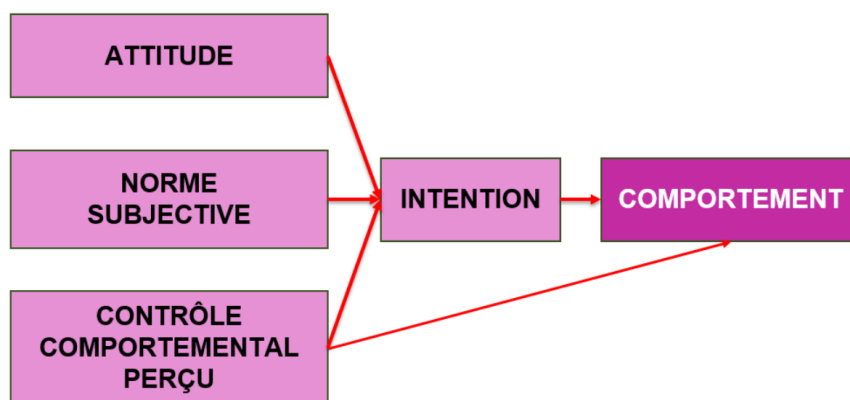 ATTITUDE
NORME
SUBJECTIVE
CONTRÔLE
COMPORTEMENTAL
PERÇU
INTENTION
COMPORTEMENT